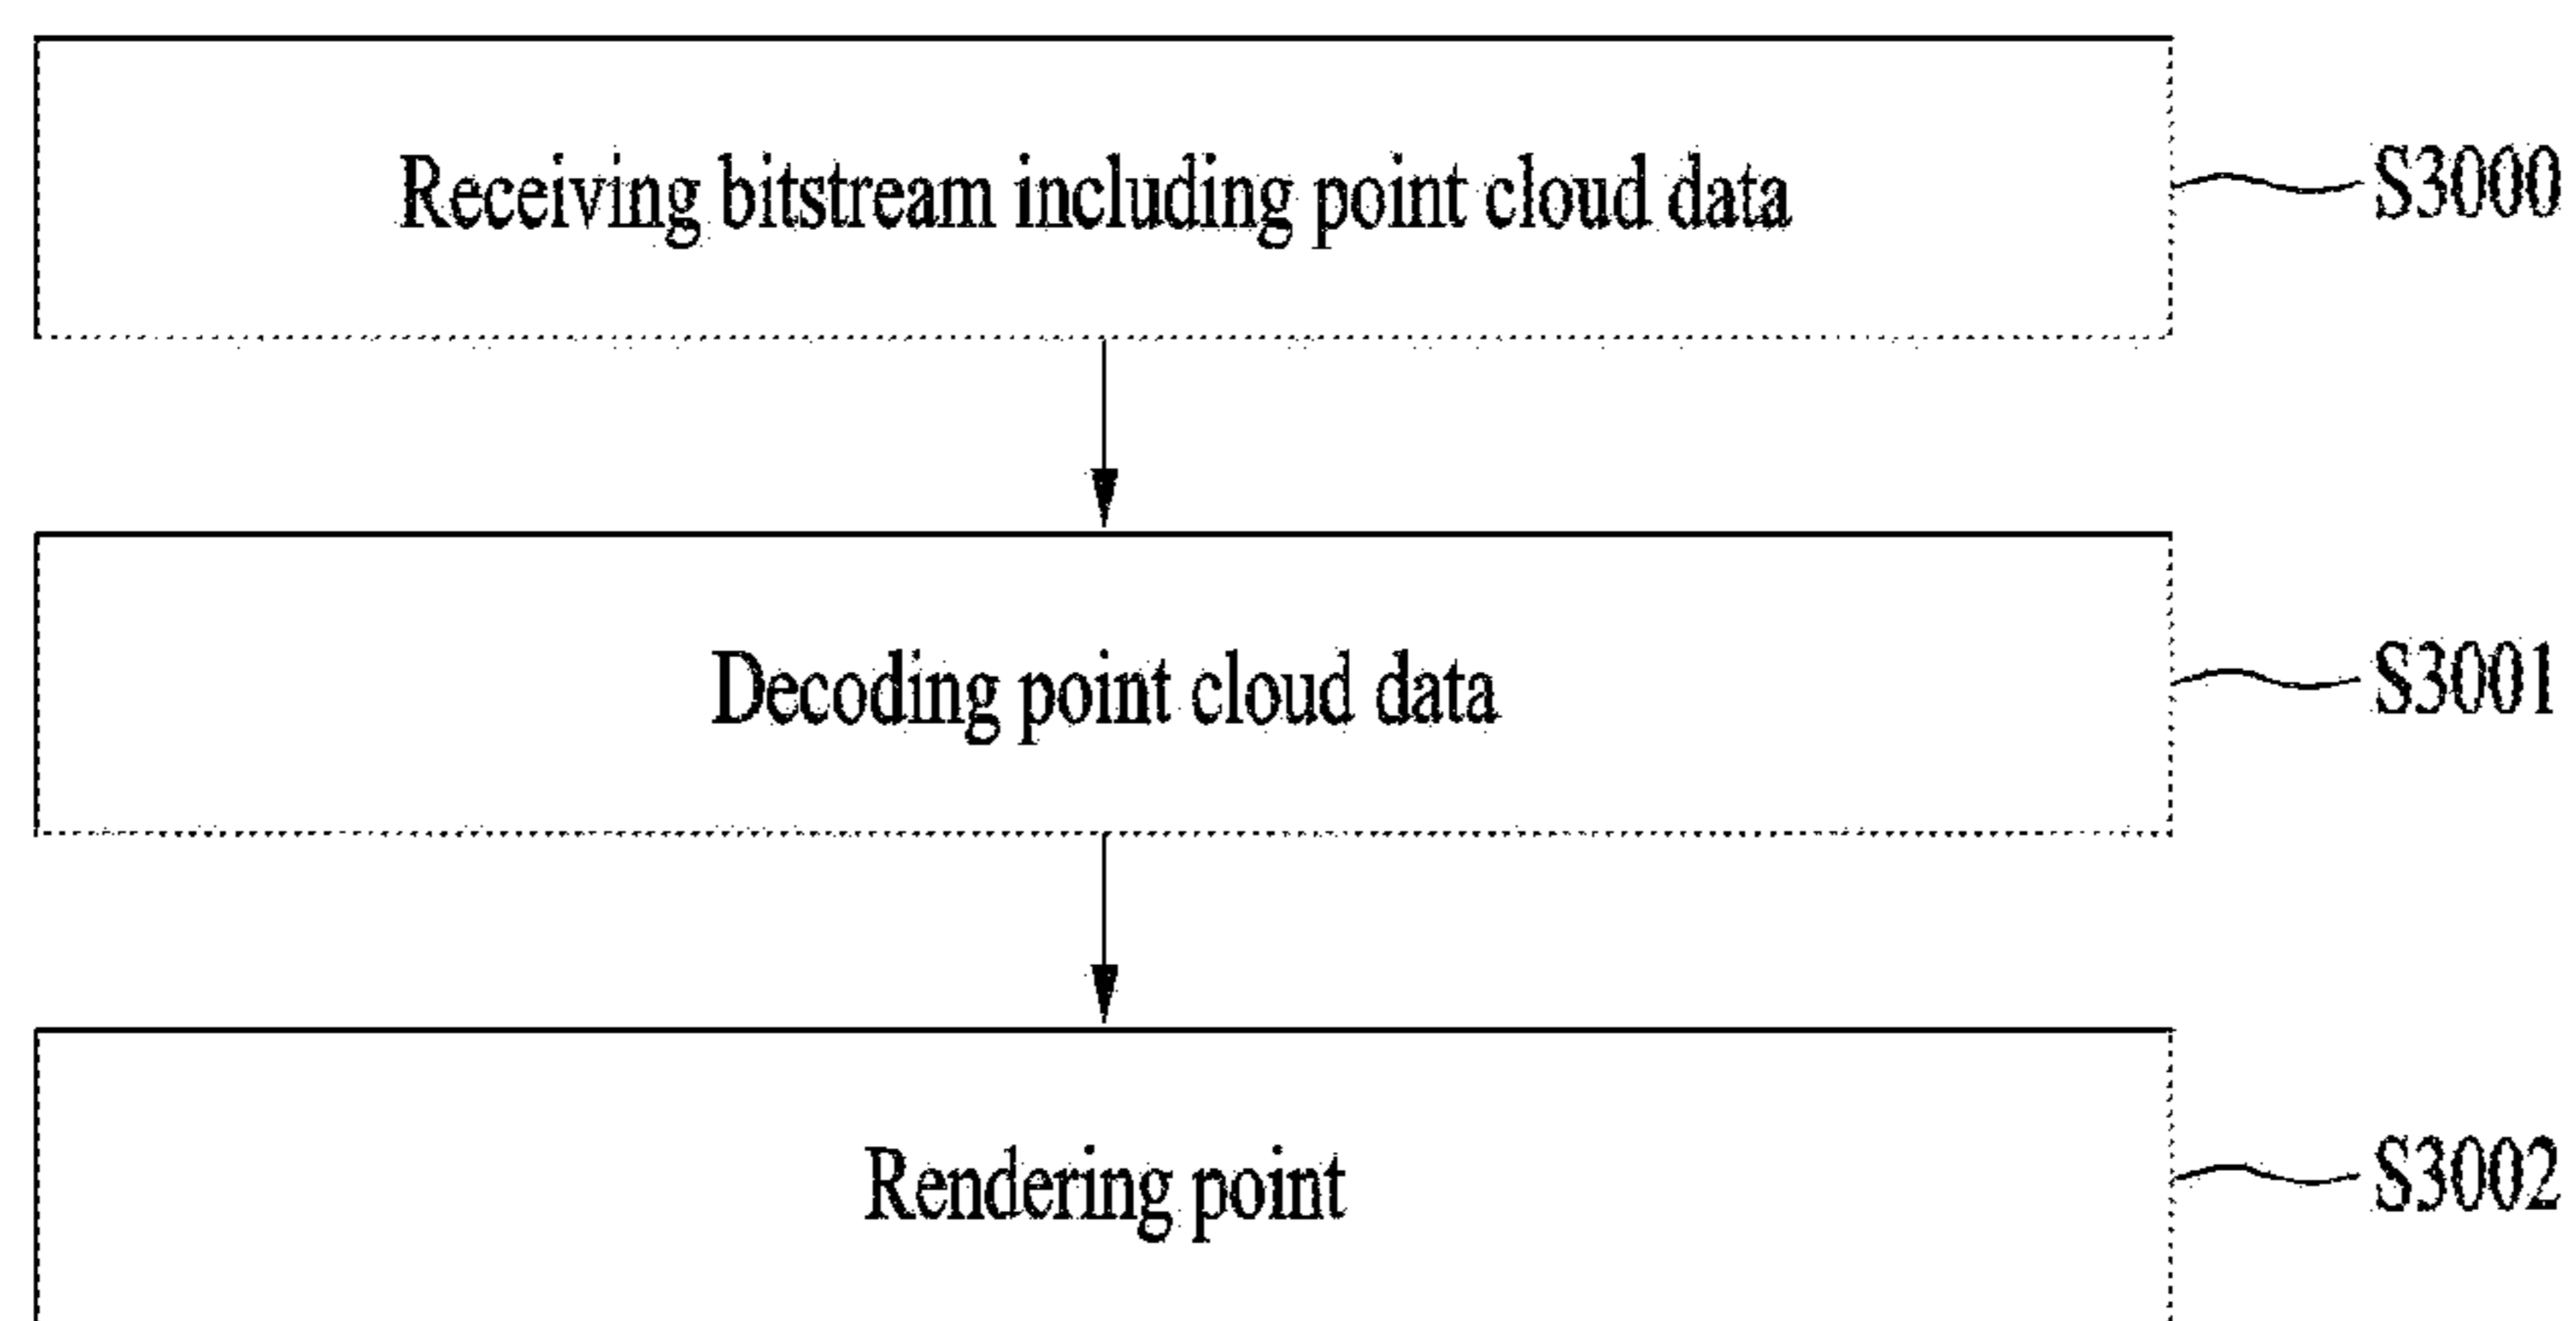 Receiving bitstream including point cloud data
S3000
Decoding point cloud data
S3001
Rendering point
S3002